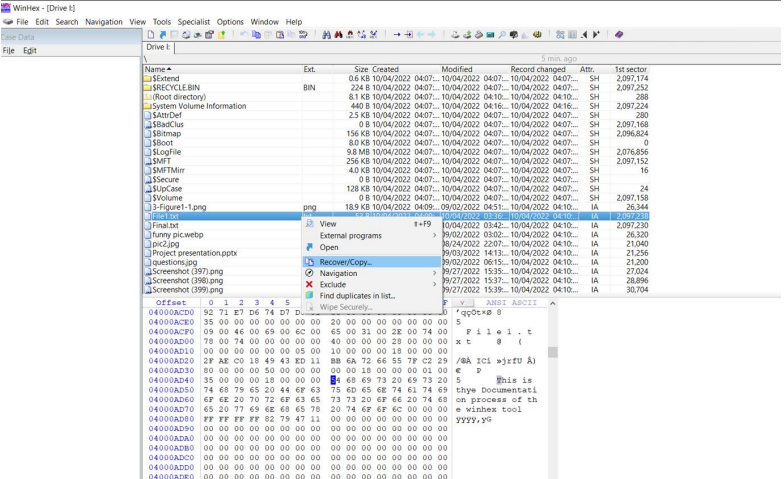 WinHex - [Drive I:]
File Edit Search Navigation View Tools Specialist Options Window Help
Case Data
File Edit
Drive I:
\
5 min. ago
Name Ext. Size Created Modified Record changed Attr. 1st sector
$Extend 0.6 KB 10/04/2022 04:07:... 10/04/2022 04:07:... 10/04/2022 04:07:... SH 2,097,174
$RECYCLE.BIN BIN 224 B 10/04/2022 04:07:... 10/04/2022 04:07:... 10/04/2022 04:07:... SH 2,097,252
(Root directory) 8.1 KB 10/04/2022 04:07:... 10/04/2022 04:10:... 10/04/2022 04:10:... SH 288
System Volume Information 440 B 10/04/2022 04:07:... 10/04/2022 04:16:... 10/04/2022 04:16:... SH 2,097,224
$AttrDef 2.5 KB 10/04/2022 04:07:... 10/04/2022 04:07:... 10/04/2022 04:07:... SH 280
$BadClus 0 B 10/04/2022 04:07:... 10/04/2022 04:07:... 10/04/2022 04:07:... SH 2,097,168
$Bitmap 156 KB 10/04/2022 04:07:... 10/04/2022 04:07:... 10/04/2022 04:07:... SH 2,096,824
$Boot 8.0 KB 10/04/2022 04:07:... 10/04/2022 04:07:... 10/04/2022 04:07:... SH 0
$LogFile 9.8 MB 10/04/2022 04:07:... 10/04/2022 04:07:... 10/04/2022 04:07:... SH 2,076,856
$MFT 256 KB 10/04/2022 04:07:... 10/04/2022 04:07:... 10/04/2022 04:07:... SH 2,097,152
$MFTMirr 4.0 KB 10/04/2022 04:07:... 10/04/2022 04:07:... 10/04/2022 04:07:... SH 16
$Secure 0 B 10/04/2022 04:07:... 10/04/2022 04:07:... 10/04/2022 04:07:... SH
$UpCase 128 KB 10/04/2022 04:07:... 10/04/2022 04:07:... 10/04/2022 04:07:... SH 24
$Volume 0 B 10/04/2022 04:07:... 10/04/2022 04:07:... 10/04/2022 04:07:... SH 2,097,158
3-Figure1-1.png png 18.9 KB 10/04/2022 04:09:... 09/02/2022 04:51:... 10/04/2022 04:10:... IA 26,344
File1.txt 10/04/2022 03:36:... 10/04/2022 04:10:... IA 2,097,238
Final.txt 10/04/2022 03:42:... 10/04/2022 04:10:... IA 2,097,230
funny pic.webp 09/02/2022 03:02:... 10/04/2022 04:10:... IA 26,320
pic2.jpg 08/24/2022 22:07:... 10/04/2022 04:10:... IA 21,040
Project presentation.pptx 09/03/2022 14:13:... 10/04/2022 04:10:... IA 21,256
questions.jpg 09/02/2022 06:15:... 10/04/2022 04:10:... IA 21,200
Screenshot (397).png 09/27/2022 15:35:... 10/04/2022 04:10:... IA 27,024
Screenshot (398).png 09/27/2022 15:37:... 10/04/2022 04:10:... IA 28,896
Screenshot (399).png 09/27/2022 15:39:... 10/04/2022 04:10:... IA 30,704
View ⇧+F9
External programs
Open
Recover/Copy...
Navigation
Exclude
Find duplicates in list...
Wipe Securely...
Offset 0 1 2 3 4 5 F ANSI ASCII
04000ACD0 92 71 E7 D6 74 D7
04000ACE0 35 00 00 00 00 00 00 00 20 00 00 00 00 00 00 00 5
04000ACF0 09 00 46 00 69 00 6C 00 65 00 31 00 2E 00 74 00 F i l e 1 . t
04000AD00 78 00 74 00 00 00 00 00 40 00 00 00 28 00 00 00 x t @ (
04000AD10 00 00 00 00 00 00 05 00 10 00 00 00 18 00 00 00
04000AD20 2F AE C0 18 49 43 ED 11 BB 6A 72 66 55 7F C2 29 /®À ICí »jrfU Â)
04000AD30 80 00 00 00 50 00 00 00 00 00 18 00 00 00 01 00 € P
04000AD40 35 00 00 00 18 00 00 00 54 68 69 73 20 69 73 20 5 This is
04000AD50 74 68 79 65 20 44 6F 63 75 6D 65 6E 74 61 74 69 thye Documentati
04000AD60 6F 6E 20 70 72 6F 63 65 73 73 20 6F 66 20 74 68 on process of th
04000AD70 65 20 77 69 6E 68 65 78 20 74 6F 6F 6C 00 00 00 e winhex tool
04000AD80 FF FF FF FF 82 79 47 11 00 00 00 00 00 00 00 00 ÿÿÿÿ‚yG
04000AD90 00 00 00 00 00 00 00 00 00 00 00 00 00 00 00 00
04000ADA0 00 00 00 00 00 00 00 00 00 00 00 00 00 00 00 00
04000ADB0 00 00 00 00 00 00 00 00 00 00 00 00 00 00 00 00
04000ADC0 00 00 00 00 00 00 00 00 00 00 00 00 00 00 00 00
04000ADD0 00 00 00 00 00 00 00 00 00 00 00 00 00 00 00 00
04000ADE0 00 00 00 00 00 00 00 00 00 00 00 00 00 00 00 00